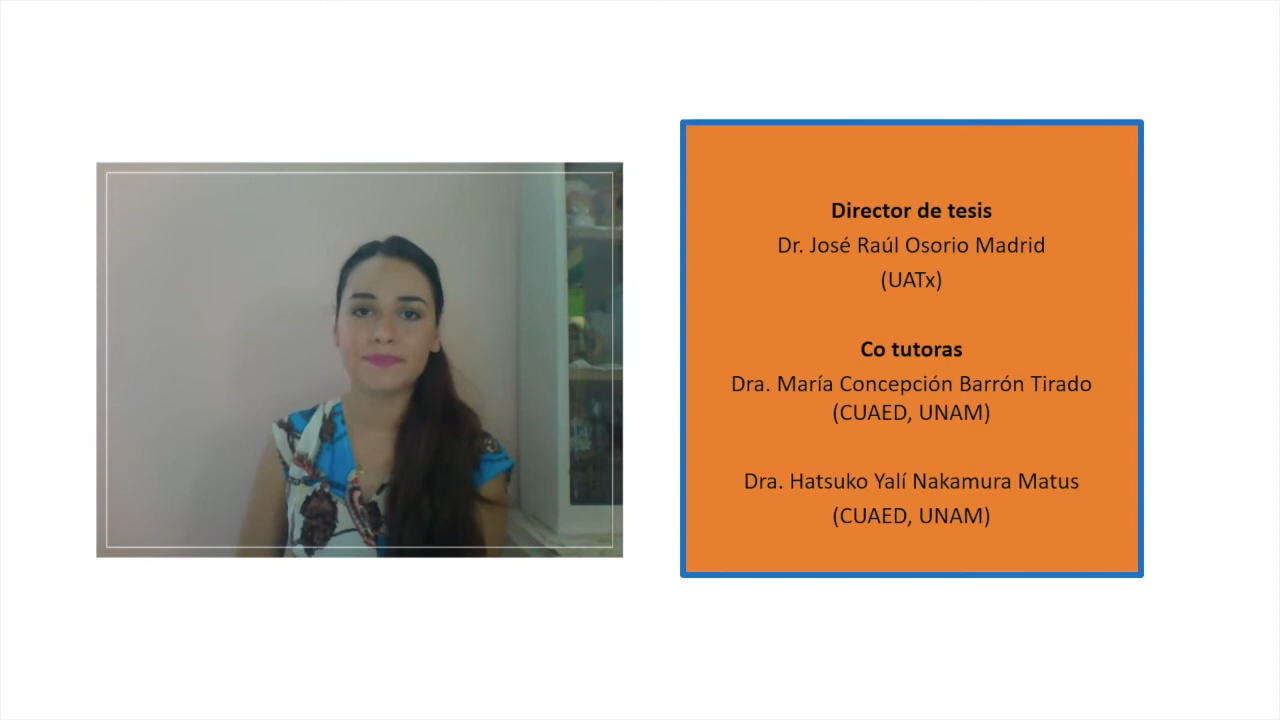 Director de tesis
Dr. José Raúl Osorio Madrid
(UATx)
Co tutoras
Dra. María Concepción Barrón Tirado
(CUAED, UNAM)
Dra. Hatsuko Yalí Nakamura Matus
(CUAED, UNAM)